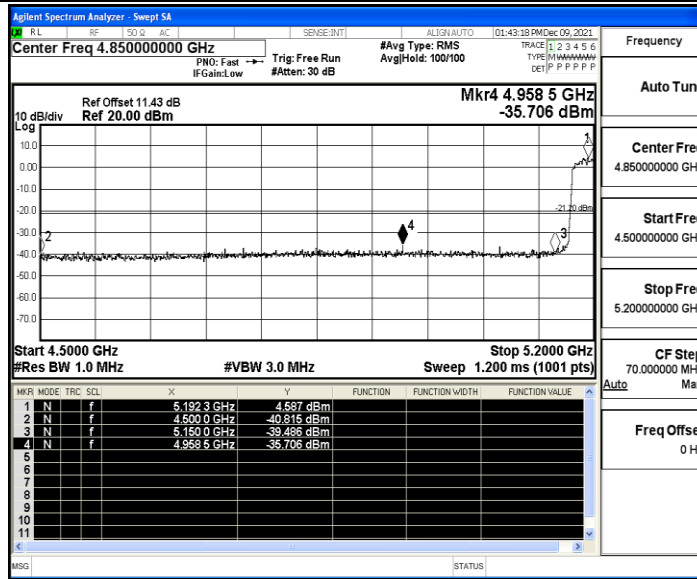 Agilent Spectrum Analyzer - Swept SA
RL RF 50 Ω AC SENSE:INT ALIGNAUTO 01:43:18 PM Dec 09, 2021
Center Freq 4.850000000 GHz
PNO: Fast
IFGain:Low
Trig: Free Run
#Atten: 30 dB
#Avg Type: RMS
Avg|Hold: 100/100
TRACE 1 2 3 4 5 6
TYPE M
DET P P P P P P
Ref Offset 11.43 dB
10 dB/div Ref 20.00 dBm
Log
Mkr4 4.958 5 GHz
-35.706 dBm
10.0
0.00
-10.0
-20.0
-30.0
-40.0
-50.0
-60.0
-70.0
1
2
3
4
-21.20 dBm
Start 4.5000 GHz Stop 5.2000 GHz
#Res BW 1.0 MHz #VBW 3.0 MHz Sweep 1.200 ms (1001 pts)
MKR MODE TRC SCL X Y FUNCTION FUNCTION WIDTH FUNCTION VALUE
1 N f 5.192 3 GHz 4.587 dBm
2 N f 4.500 0 GHz -40.815 dBm
3 N f 5.150 0 GHz -39.486 dBm
4 N f 4.958 5 GHz -35.706 dBm
5
6
7
8
9
10
11
MSG STATUS
Frequency
Auto Tun
Center Fre
4.850000000 GH
Start Fre
4.500000000 GH
Stop Fre
5.200000000 GH
CF Step
70.000000 MH
Auto Ma
Freq Offse
0 H